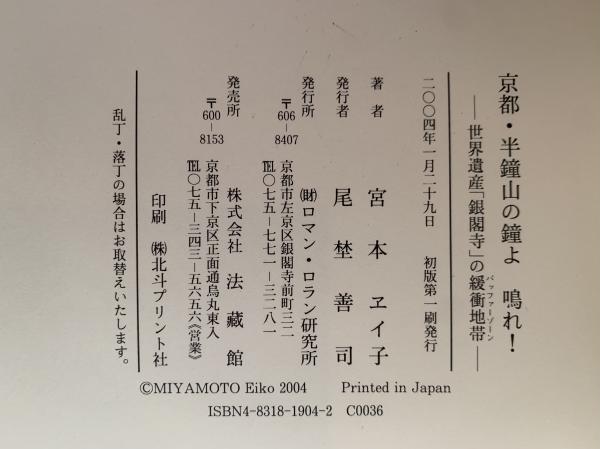 京都・半鐘山の鐘よ 鳴れ！
―世界遺産「銀閣寺」の緩衝地帯―
バッファーゾーン
二〇〇四年一月二十九日 初版第一刷発行
著者 宮本ヱイ子
発行者 尾埜善司
発行所 ㈶ロマン・ロラン研究所
〒606-8407 京都市左京区銀閣寺前町三二
℡〇七五―七七一―三二八一
発売所 株式会社 法藏館
〒600-8153 京都市下京区正面通烏丸東入
℡〇七五―三四三―五六五六《営業》
印刷 ㈱北斗プリント社
乱丁・落丁の場合はお取替えいたします。
©MIYAMOTO Eiko 2004 Printed in Japan
ISBN4-8318-1904-2 C0036